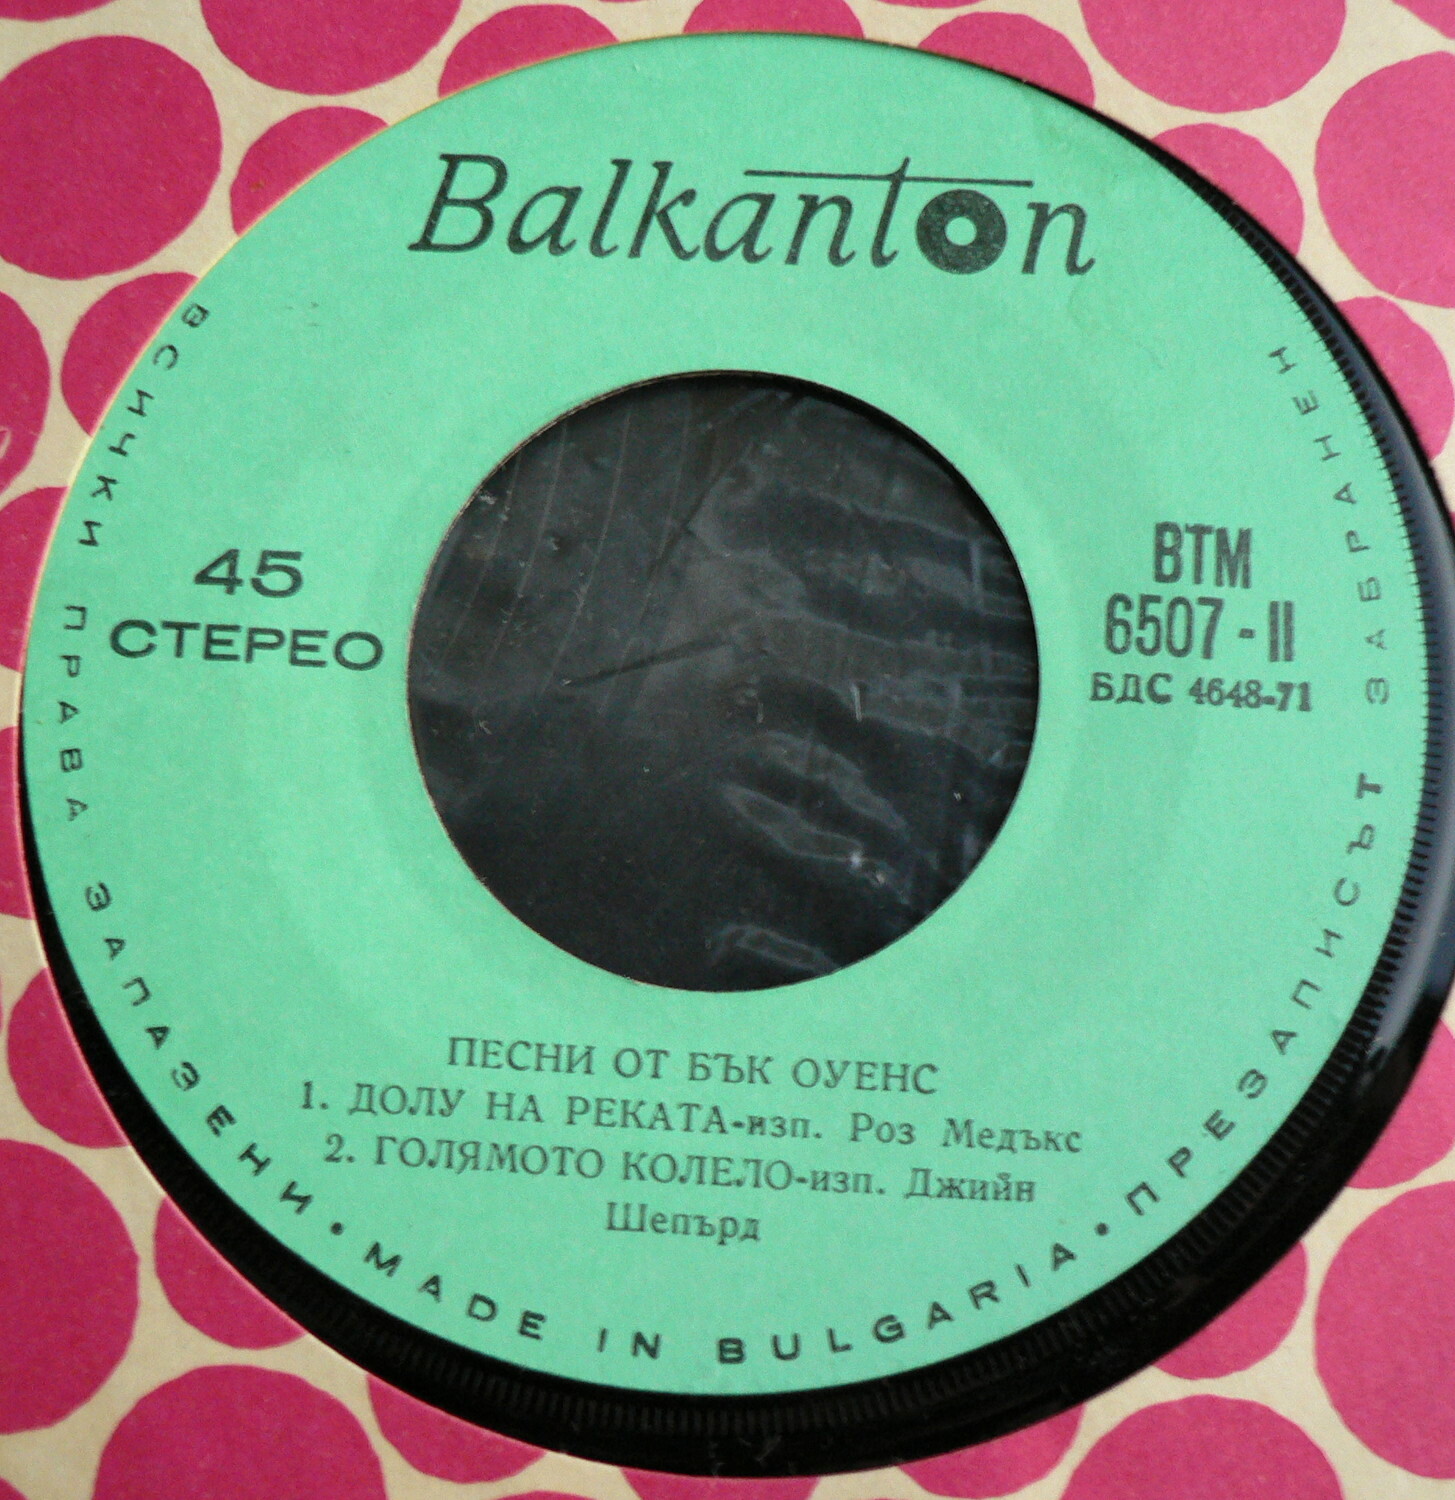 Balkanton
45
СТЕРЕО
ВТМ
6507-II
БДС 4648-71
ПЕСНИ ОТ БЪК ОУЕНС
1. ДОЛУ НА РЕКАТА-изп. Роз Медъкс
2. ГОЛЯМОТО КОЛЕЛО-изп. Джийн
Шепърд
ВСИЧКИ ПРАВА ЗАПАЗЕНИ • MADE IN BULGARIA • ПРЕЗАПИСЪТ ЗАБРАНЕН